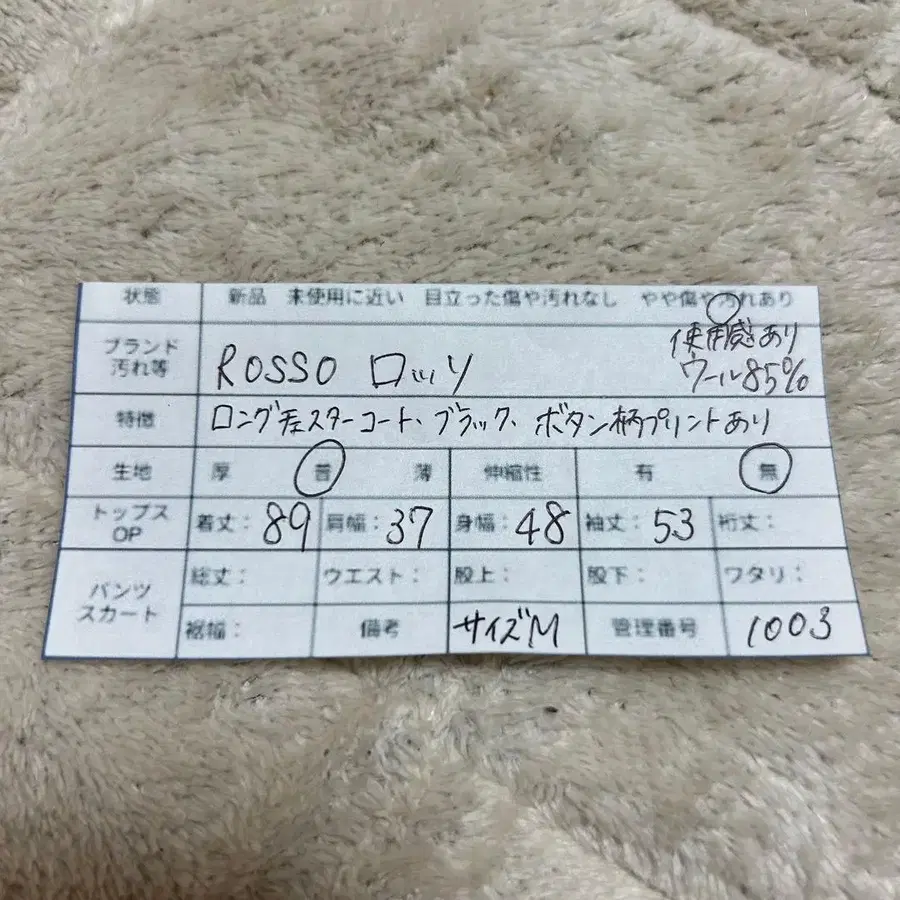 状態 新品 未使用に近い 目立った傷や汚れなし やや傷や汚れあり
ブランド 汚れ等 ROSSO ロッソ 使用感あり ウール85%
特徴 ロングチェスターコート、ブラック、ボタン柄プリントあり
生地 厚 普 薄 伸縮性 有 無
トップス OP 着丈：89 肩幅：37 身幅：48 袖丈：53 裄丈：
パンツ スカート 総丈： ウエスト：股上： 股下： ワタリ：
裾幅： 備考 サイズM 管理番号 1003